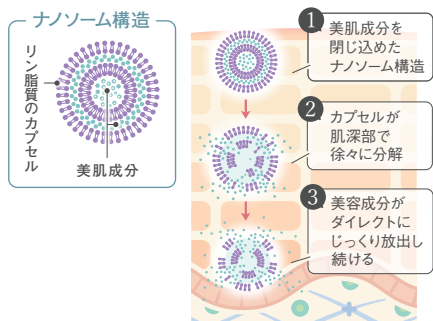 ナノソーム構造
リン脂質のカプセル
美肌成分
1
美肌成分を
閉じ込めた
ナノソーム構造
2
カプセルが
肌深部で
徐々に分解
3
美容成分が
ダイレクトに
じっくり放出し
続ける